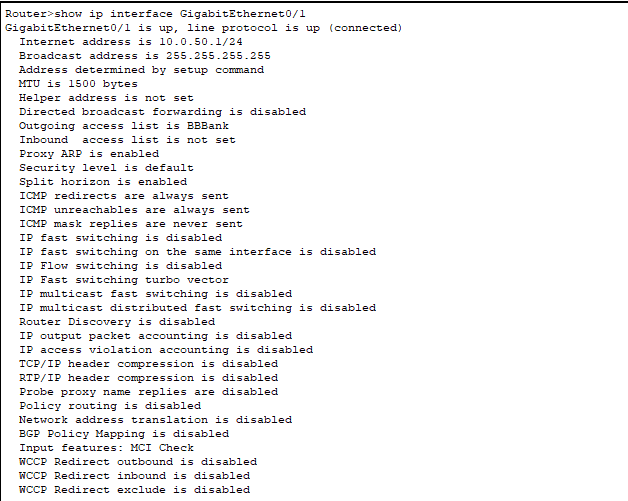 Router>show ip interface GigabitEthernet0/1
GigabitEthernet0/1 is up, line protocol is up (connected)
Internet address is 10.0.50.1/24
Broadcast address is 255.255.255.255
Address determined by setup command
MTU is 1500 bytes
Helper address is not set
Directed broadcast forwarding is disabled
Outgoing access list is BBBank
Inbound  access list is not set
Proxy ARP is enabled
Security level is default
Split horizon is enabled
ICMP redirects are always sent
ICMP unreachables are always sent
ICMP mask replies are never sent
IP fast switching is disabled
IP fast switching on the same interface is disabled
IP Flow switching is disabled
IP Fast switching turbo vector
IP multicast fast switching is disabled
IP multicast distributed fast switching is disabled
Router Discovery is disabled
IP output packet accounting is disabled
IP access violation accounting is disabled
TCP/IP header compression is disabled
RTP/IP header compression is disabled
Probe proxy name replies are disabled
Policy routing is disabled
Network address translation is disabled
BGP Policy Mapping is disabled
Input features: MCI Check
WCCP Redirect outbound is disabled
WCCP Redirect inbound is disabled
WCCP Redirect exclude is disabled